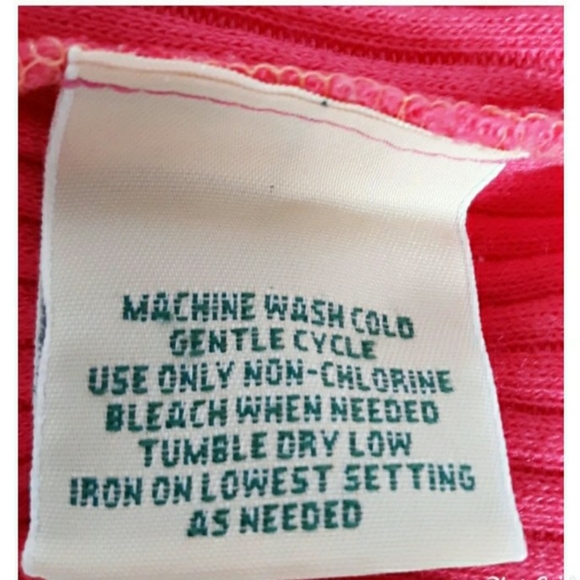 MACHINE WASH COLD
GENTLE CYCLE
USE ONLY NON-CHLORINE
BLEACH WHEN NEEDED
TUMBLE DRY LOW
IRON ON LOWEST SETTING
AS NEEDED